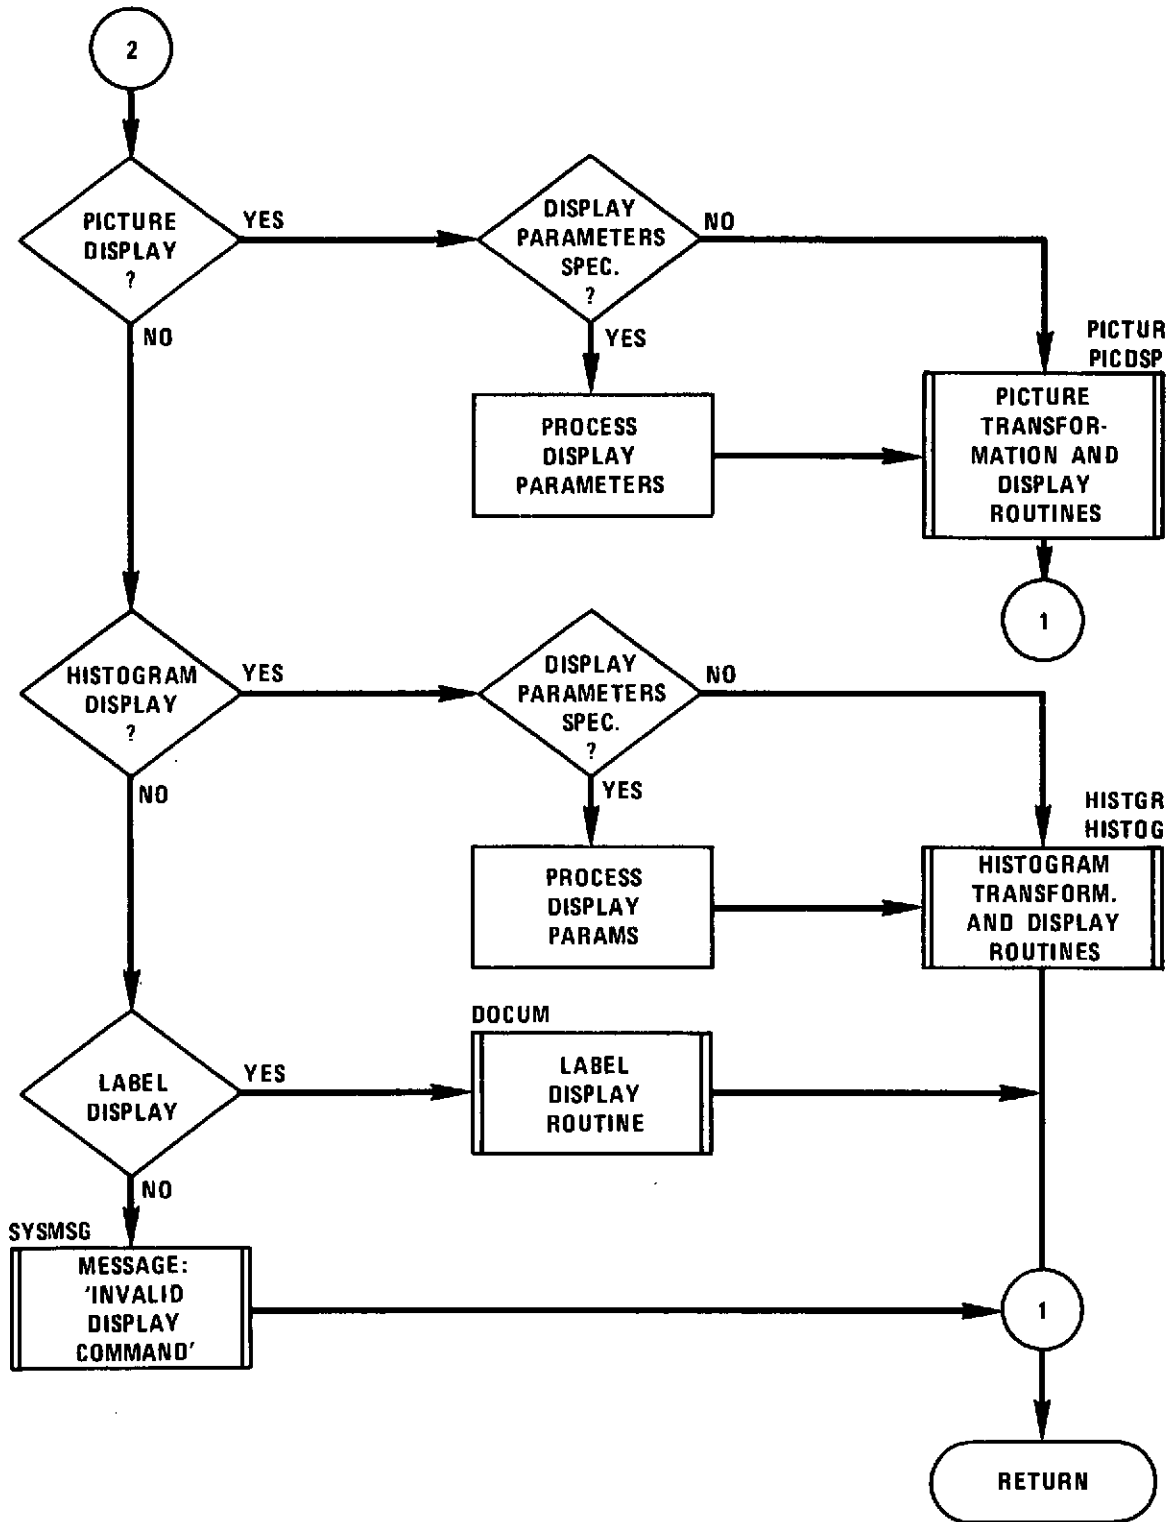 2
PICTURE
DISPLAY
?
YES
NO
DISPLAY
PARAMETERS
SPEC.
?
NO
YES
PROCESS
DISPLAY
PARAMETERS
PICTUR
PICDSP
PICTURE
TRANSFOR-
MATION AND
DISPLAY
ROUTINES
1
HISTOGRAM
DISPLAY
?
YES
NO
DISPLAY
PARAMETERS
SPEC.
?
NO
YES
PROCESS
DISPLAY
PARAMS
HISTGR
HISTOG
HISTOGRAM
TRANSFORM.
AND DISPLAY
ROUTINES
LABEL
DISPLAY
YES
NO
DOCUM
LABEL
DISPLAY
ROUTINE
SYSMSG
MESSAGE:
'INVALID
DISPLAY
COMMAND'
1
RETURN